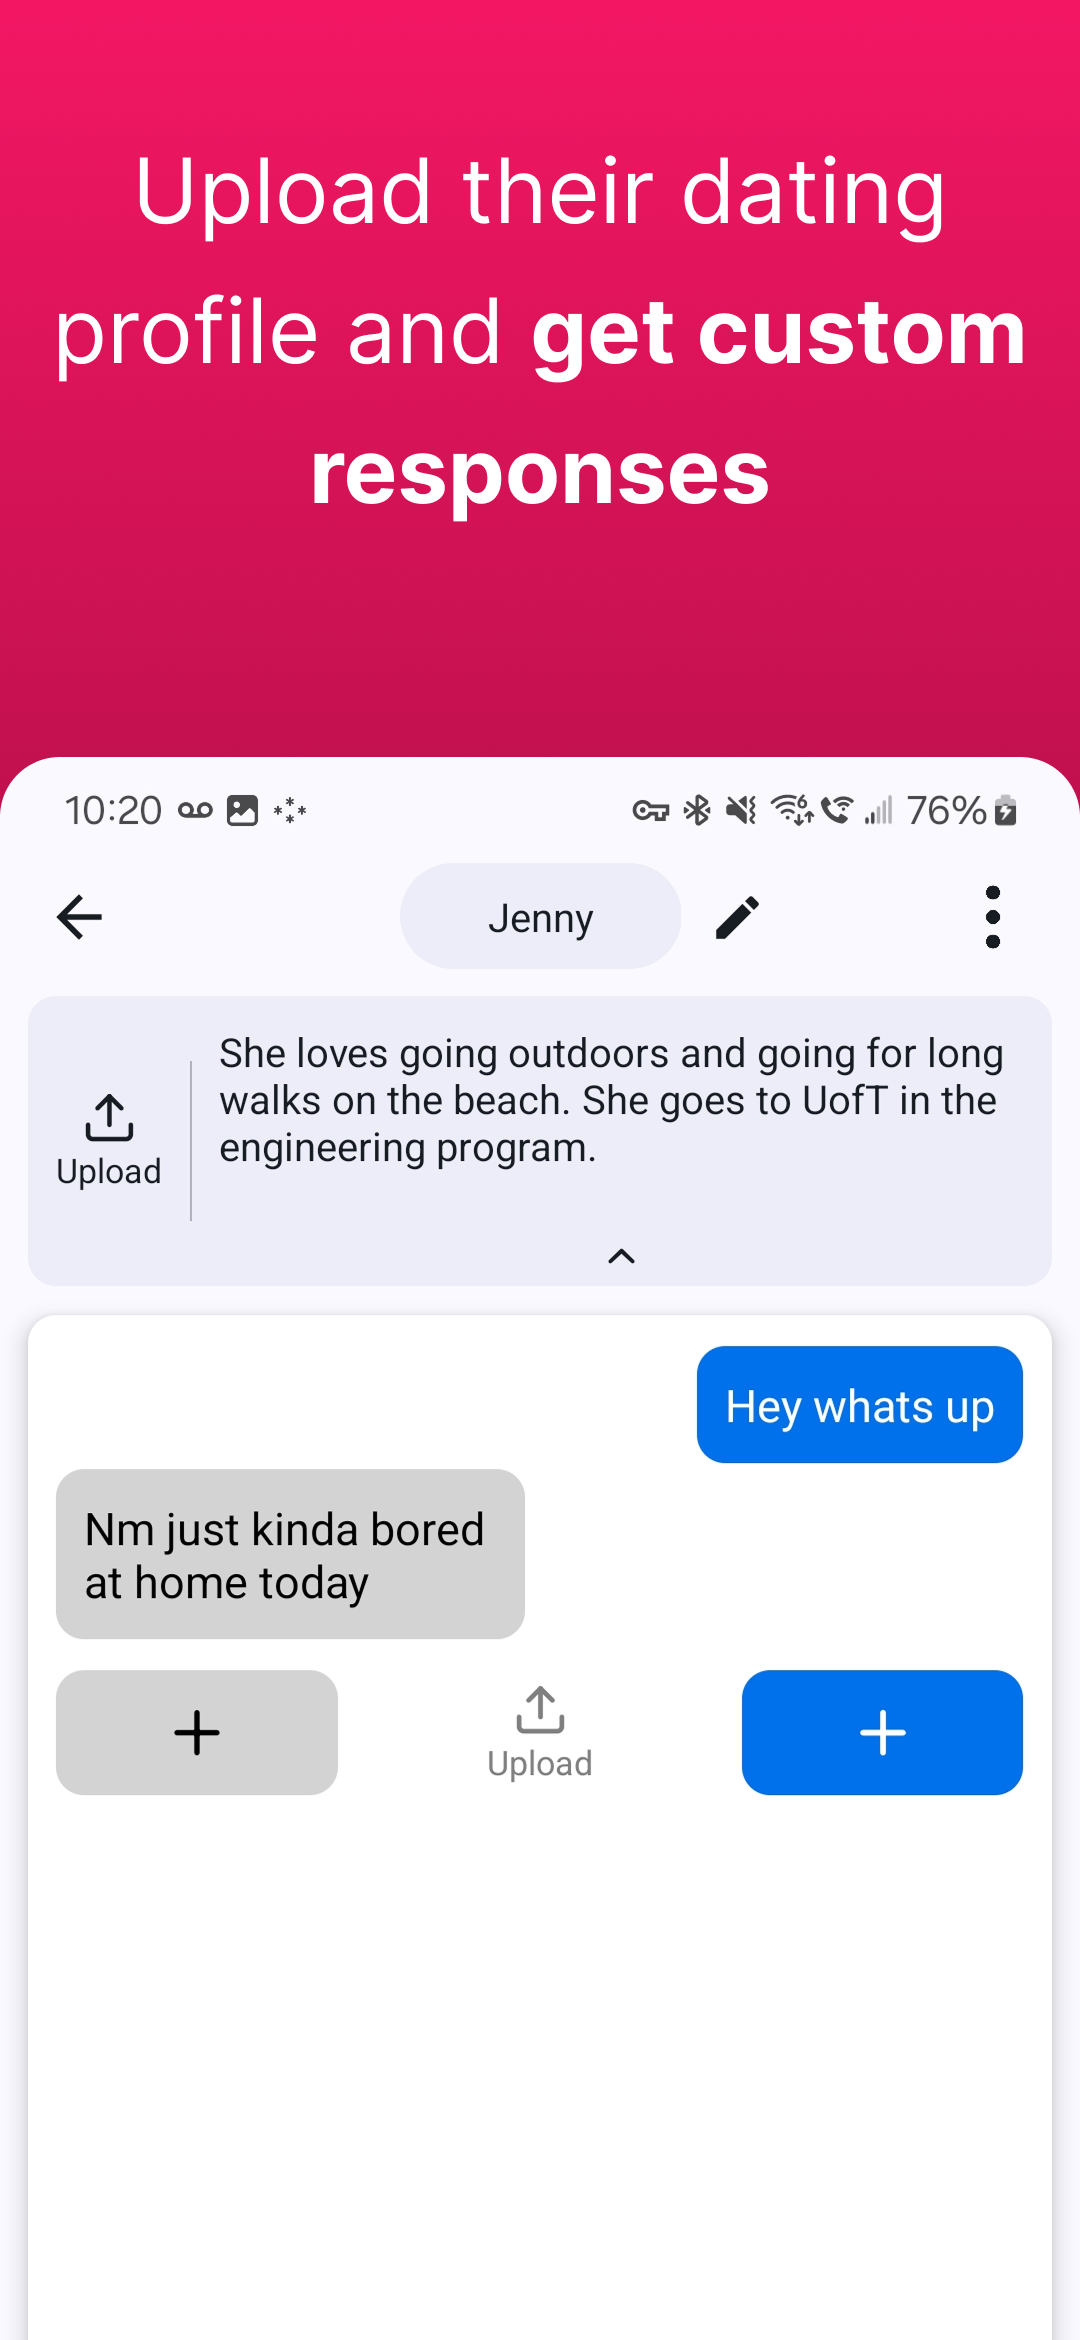 Upload their dating
profile and get custom
responses
10:20
76%
Jenny
She loves going outdoors and going for long
walks on the beach. She goes to UofT in the
engineering program.
Upload
Hey whats up
Nm just kinda bored
at home today
Upload